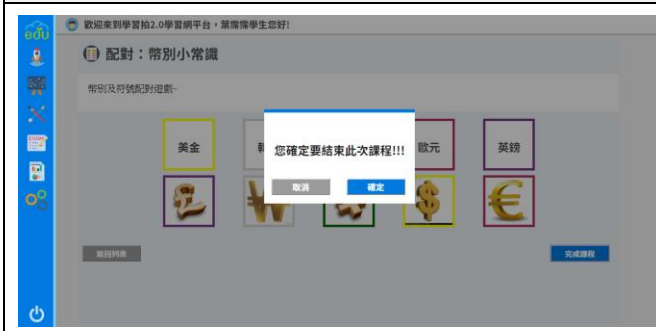 edu
歡迎來到學習拍2.0學習網平台，葉霈霈學生您好!
配對：幣別小常識
幣別及符號配對遊戲~
美金
歐元
英鎊
您確定要結束此次課程!!!
取消
確定
£
₩
$
€
返回列表
完成課程